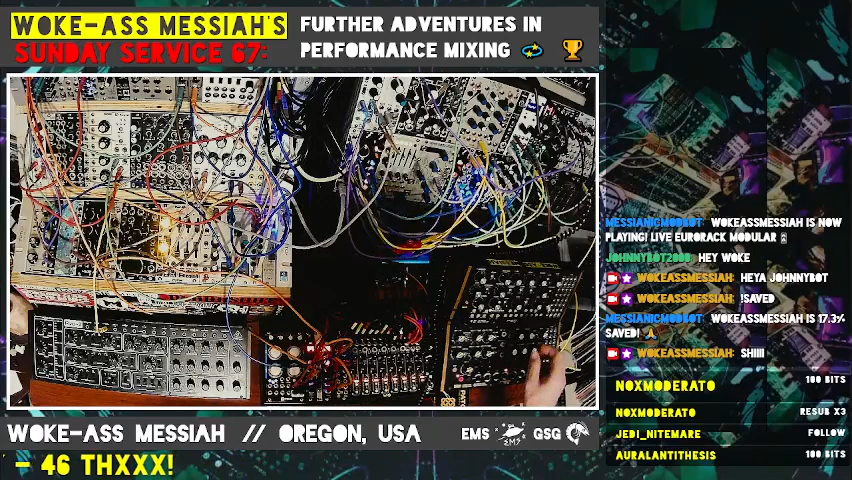 WOKE-ASS MESSIAH'S
SUNDAY SERVICE 67:
FURTHER ADVENTURES IN
PERFORMANCE MIXING
MESSIANICMODBOT: WOKEASSMESSIAH IS NOW
PLAYING! LIVE EURORACK MODULAR
JOHNNYBOT2000: HEY WOKE
WOKEASSMESSIAH: HEYA JOHNNYBOT
WOKEASSMESSIAH: !SAVED
MESSIANICMODBOT: WOKEASSMESSIAH IS 17.3%
SAVED!
WOKEASSMESSIAH: SHIIII
NOXMODERATO 100 BITS
NOXMODERATO RESUB X3
JEDI_NITEMARE FOLLOW
AURALANTITHESIS 100 BITS
WOKE-ASS MESSIAH // OREGON, USA
EMS EMS GSG
- 46 THXXX!